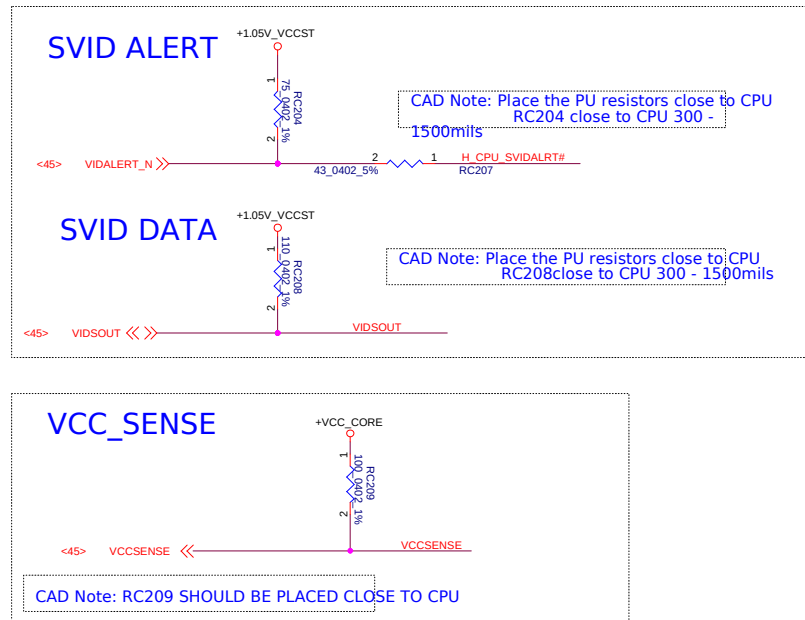 SVID ALERT
+1.05V_VCCST
1
RC204
75_0402_1%
2
CAD Note: Place the PU resistors close to CPU
RC204 close to CPU 300 -
1500mils
<45> VIDALERT_N
2 1 H_CPU_SVIDALRT#
43_0402_5% RC207
SVID DATA
+1.05V_VCCST
1
RC208
110_0402_1%
2
CAD Note: Place the PU resistors close to CPU
RC208close to CPU 300 - 1500mils
<45> VIDSOUT VIDSOUT
VCC_SENSE
+VCC_CORE
1
RC209
100_0402_1%
2
<45> VCCSENSE VCCSENSE
CAD Note: RC209 SHOULD BE PLACED CLOSE TO CPU